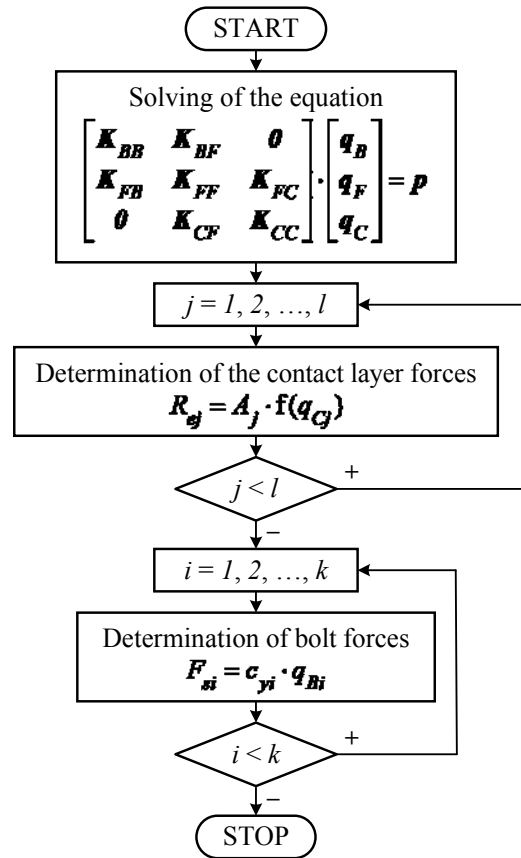 START
Solving of the equation
K_BB K_BF 0 q_B
K_FB K_FF K_FC · q_F = p
0 K_CF K_CC q_C
j = 1, 2, …, l
Determination of the contact layer forces
R_ej = A_j · f(q_Cj)
j < l
+
−
i = 1, 2, …, k
Determination of bolt forces
F_si = c_yi · q_Bi
i < k
+
−
STOP